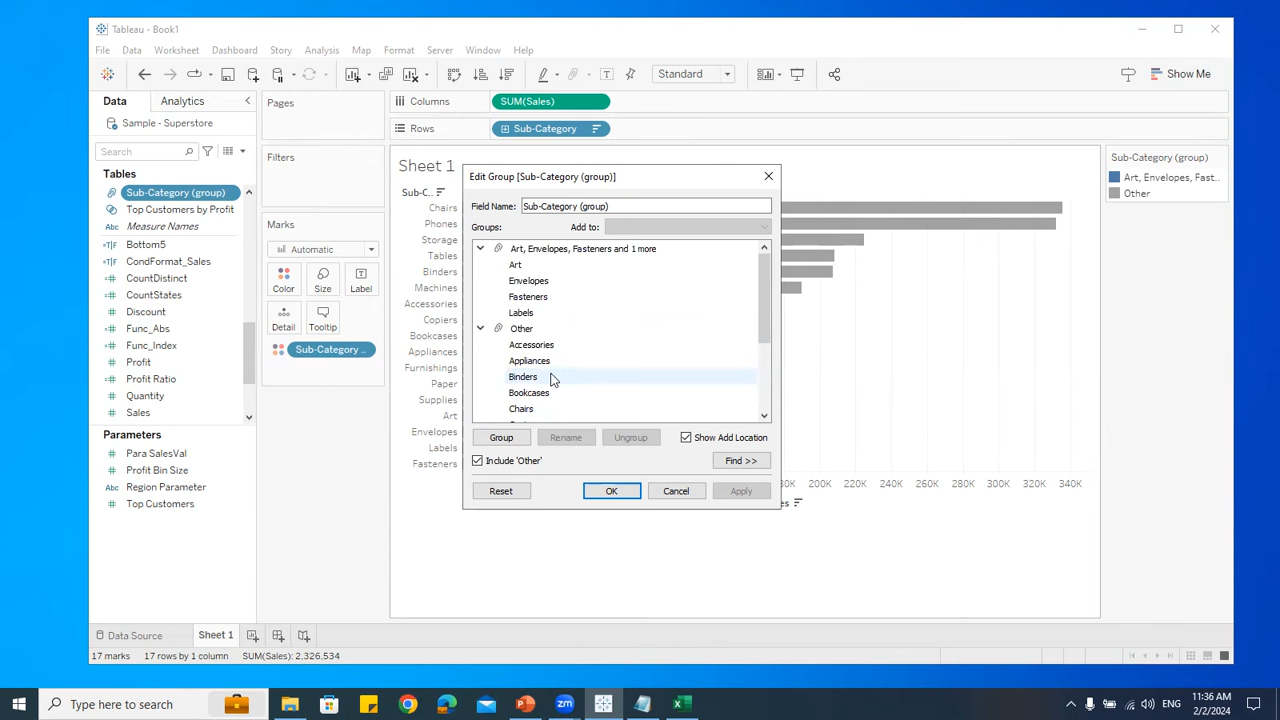 Tableau - Book1
File Data Worksheet Dashboard Story Analysis Map Format Server Window Help
Standard
Show Me
Data Analytics
Sample - Superstore
Search
Tables
Sub-Category (group)
Top Customers by Profit
Abc Measure Names
Bottom5
CondFormat_Sales
CountDistinct
CountStates
Discount
Func_Abs
Func_Index
Profit
Profit Ratio
Quantity
Sales
Parameters
Para SalesVal
Profit Bin Size
Abc Region Parameter
Top Customers
Pages
Filters
Marks
Automatic
Color Size Label
Detail Tooltip
Sub-Category ..
Columns SUM(Sales)
Rows Sub-Category
Sheet 1
Sub-C..
Chairs
Phones
Storage
Tables
Binders
Machines
Accessories
Copiers
Bookcases
Appliances
Furnishings
Paper
Supplies
Art
Envelopes
Labels
Fasteners
200K 220K 240K 260K 280K 300K 320K 340K
Edit Group [Sub-Category (group)]
Field Name: Sub-Category (group)
Groups: Add to:
Art, Envelopes, Fasteners and 1 more
Art
Envelopes
Fasteners
Labels
Other
Accessories
Appliances
Binders
Bookcases
Chairs
Group Rename Ungroup Show Add Location
Include 'Other' Find >>
Reset OK Cancel Apply
Sub-Category (group)
Art, Envelopes, Fast...
Other
Data Source Sheet 1
17 marks 17 rows by 1 column SUM(Sales): 2,326,534
Type here to search
ENG
11:36 AM
2/2/2024